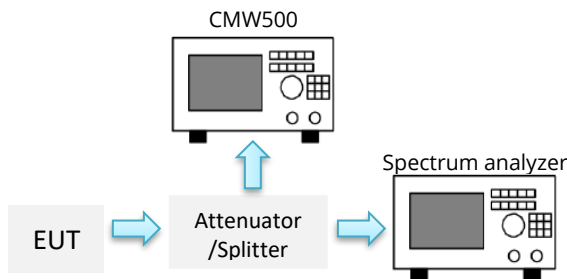 CMW500
Spectrum analyzer
EUT
Attenuator
/Splitter